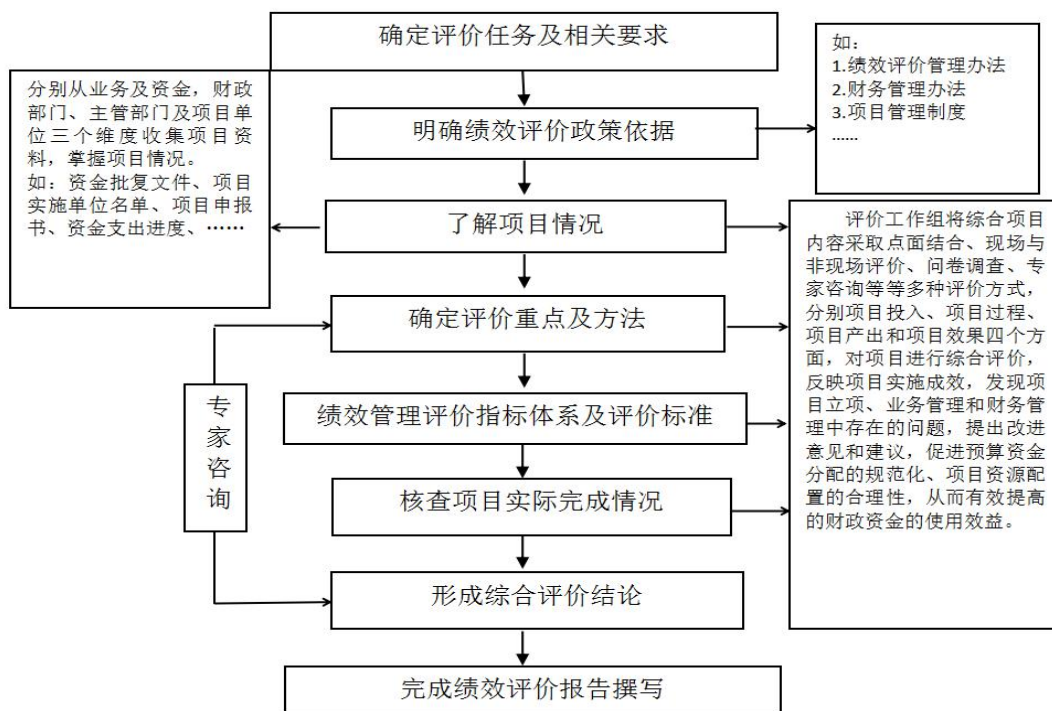 确定评价任务及相关要求
如：
1.绩效评价管理办法
2.财务管理办法
3.项目管理制度
……
分别从业务及资金，财政
部门、主管部门及项目单
位三个维度收集项目资
料，掌握项目情况。
如：资金批复文件、项目
实施单位名单、项目申报
书、资金支出进度、……
明确绩效评价政策依据
了解项目情况
评价工作组将综合项目
内容采取点面结合、现场与
非现场评价、问卷调查、专
家咨询等等多种评价方式，
分别项目投入、项目过程、
项目产出和项目效果四个方
面，对项目进行综合评价，
反映项目实施成效，发现项
目立项、业务管理和财务管
理中存在的问题，提出改进
意见和建议，促进预算资金
分配的规范化、项目资源配
置的合理性，从而有效提高
的财政资金的使用效益。
确定评价重点及方法
专家咨询
绩效管理评价指标体系及评价标准
核查项目实际完成情况
形成综合评价结论
完成绩效评价报告撰写